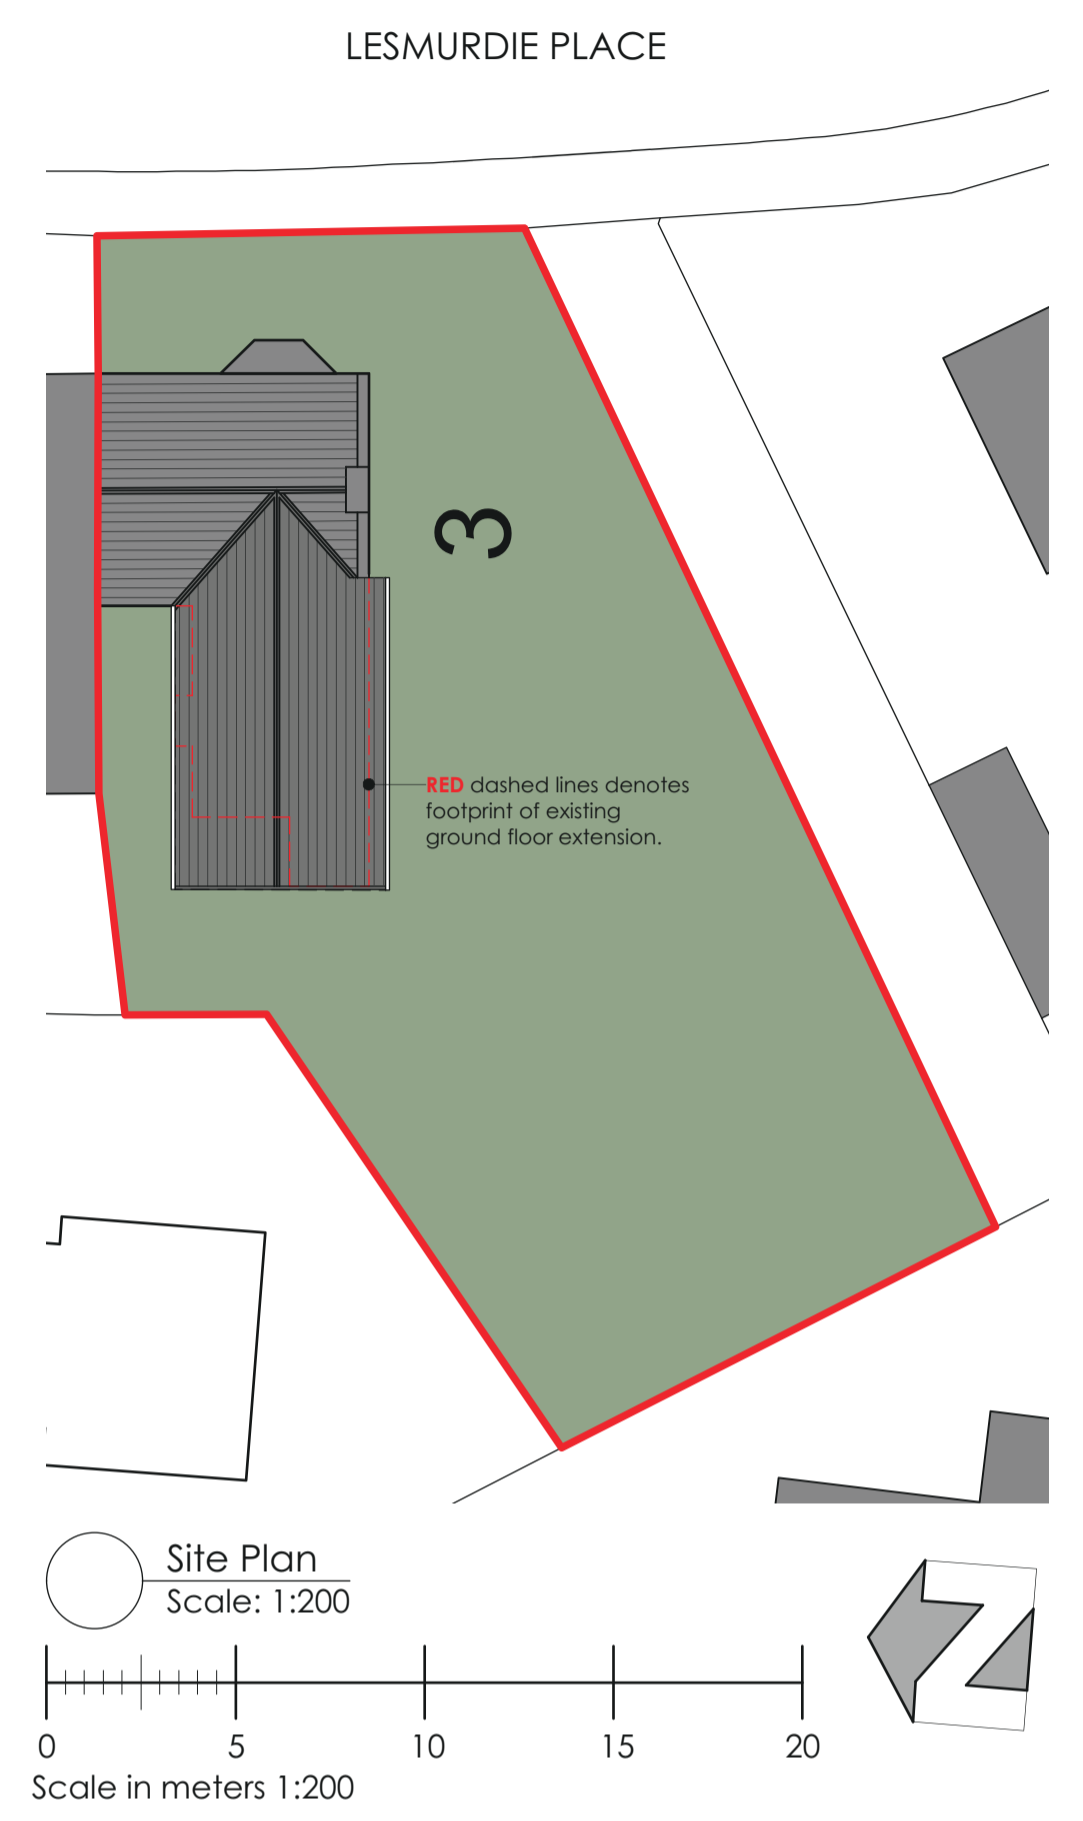 LESMURDIE PLACE
3
RED dashed lines denotes
footprint of existing
ground floor extension.
Site Plan
Scale: 1:200
0 5 10 15 20
Scale in meters 1:200